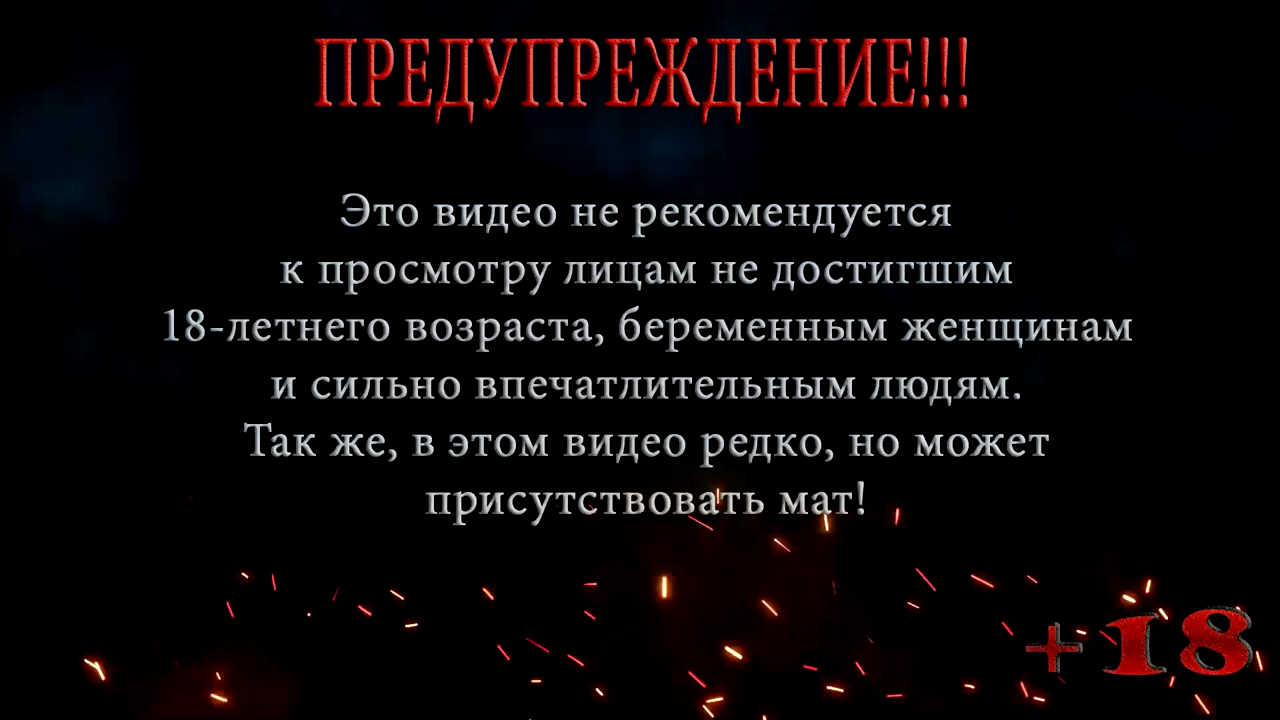 ПРЕДУПРЕЖДЕНИЕ!!!
Это видео не рекомендуется
к просмотру лицам не достигшим
18-летнего возраста, беременным женщинам
и сильно впечатлительным людям.
Так же, в этом видео редко, но может
присутствовать мат!
+18